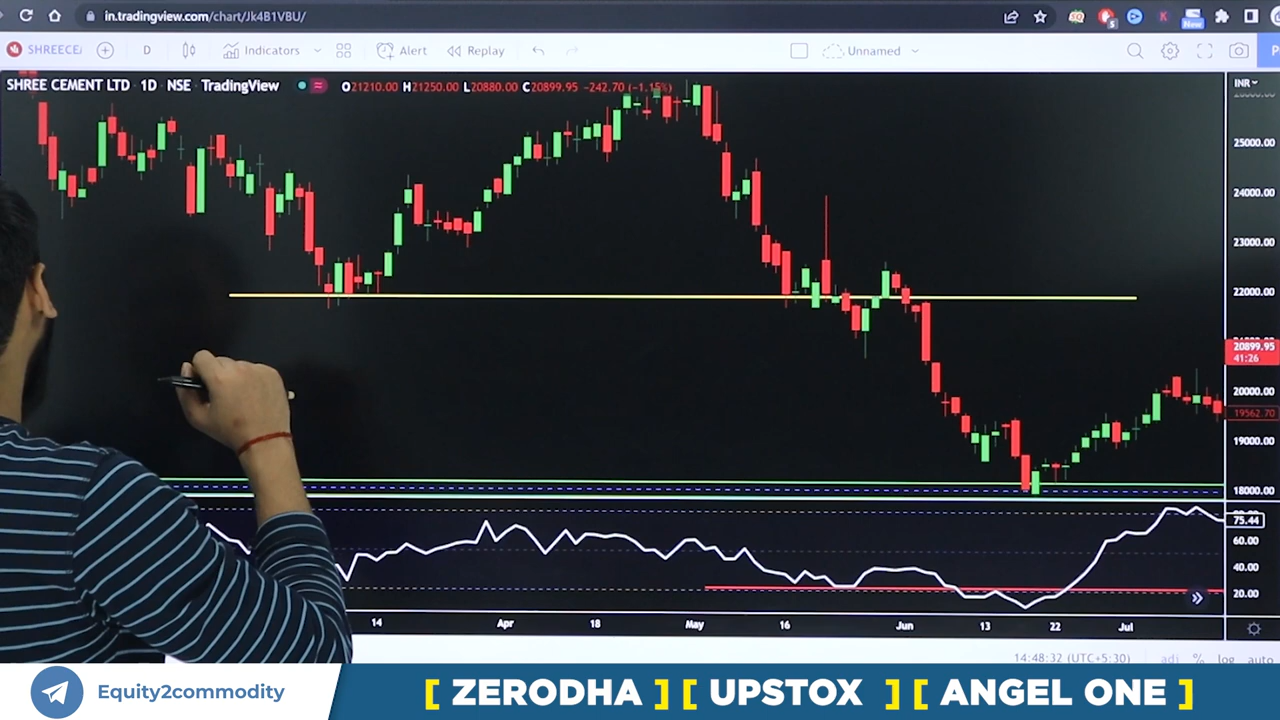 in.tradingview.com/chart/Jk4B1VBU/
New
SHREECE
D
Indicators
Alert
Replay
Unnamed
SHREE CEMENT LTD · 1D · NSE · TradingView
O21210.00 H21250.00 L20880.00 C20899.95 -242.70 (-1.15%)
INR
25000.00
24000.00
23000.00
22000.00
20899.95
41:26
20000.00
19562.70
19000.00
18000.00
75.44
60.00
40.00
20.00
14 Apr 18 May 16 Jun 13 22 Jul
14:48:32 (UTC+5:30) adj % log auto
Equity2commodity
[ ZERODHA ] [ UPSTOX ] [ ANGEL ONE ]